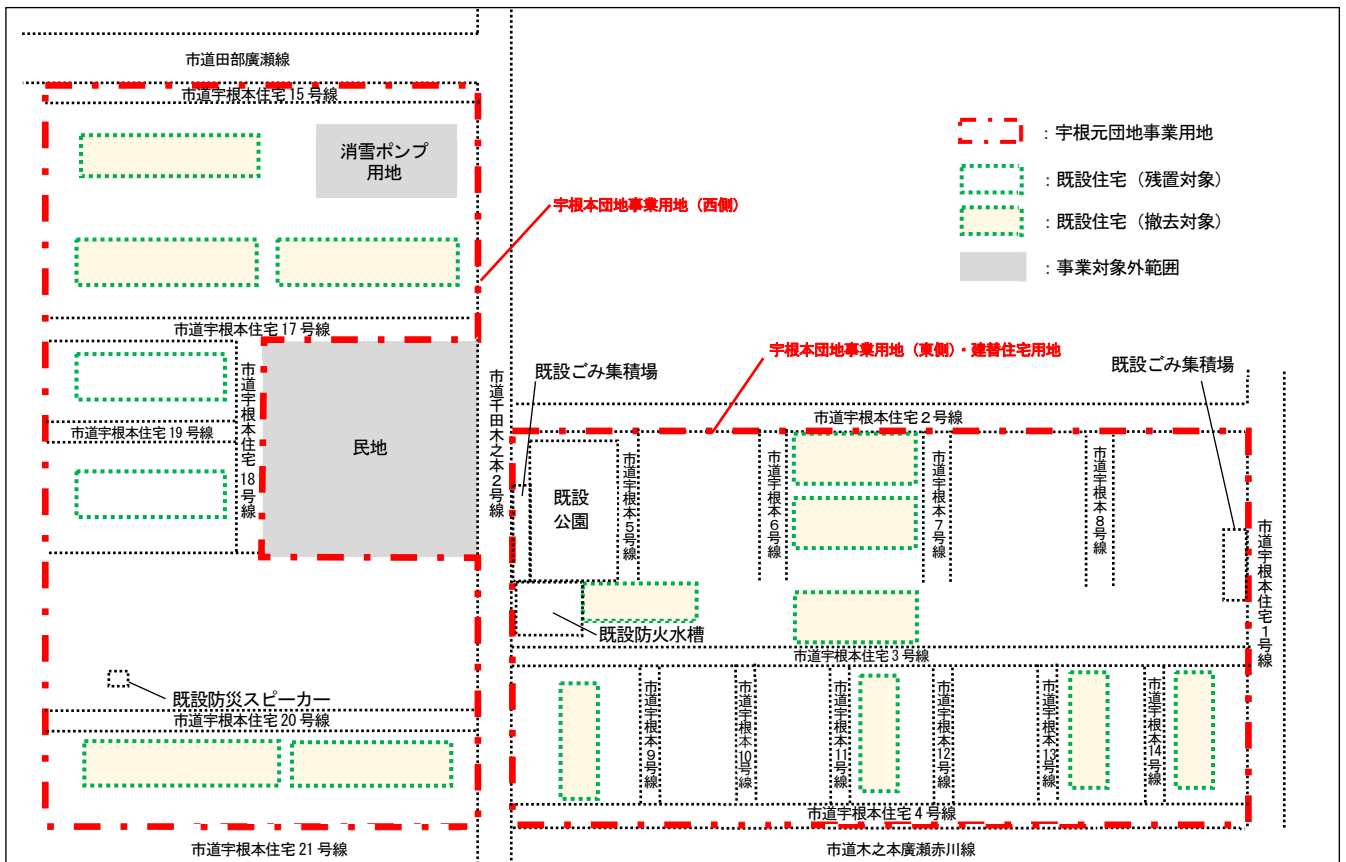 市道田部廣瀬線
市道宇根本住宅15号線
消雪ポンプ
用地
：宇根元団地事業用地
：既設住宅（残置対象）
：既設住宅（撤去対象）
：事業対象外範囲
宇根本団地事業用地（西側）
市道宇根本住宅17号線
宇根本団地事業用地（東側）・建替住宅用地
既設ごみ集積場
既設ごみ集積場
市道宇根本住宅18号線
市道千田木之本２号線
市道宇根本住宅２号線
市道宇根本住宅19号線
民地
既設
公園
市道宇根本５号線
市道宇根本６号線
市道宇根本７号線
市道宇根本８号線
市道宇根本住宅１号線
既設防火水槽
市道宇根本住宅３号線
既設防災スピーカー
市道宇根本住宅20号線
市道宇根本９号線
市道宇根本10号線
市道宇根本11号線
市道宇根本12号線
市道宇根本13号線
市道宇根本14号線
市道宇根本住宅４号線
市道宇根本住宅21号線
市道木之本廣瀬赤川線